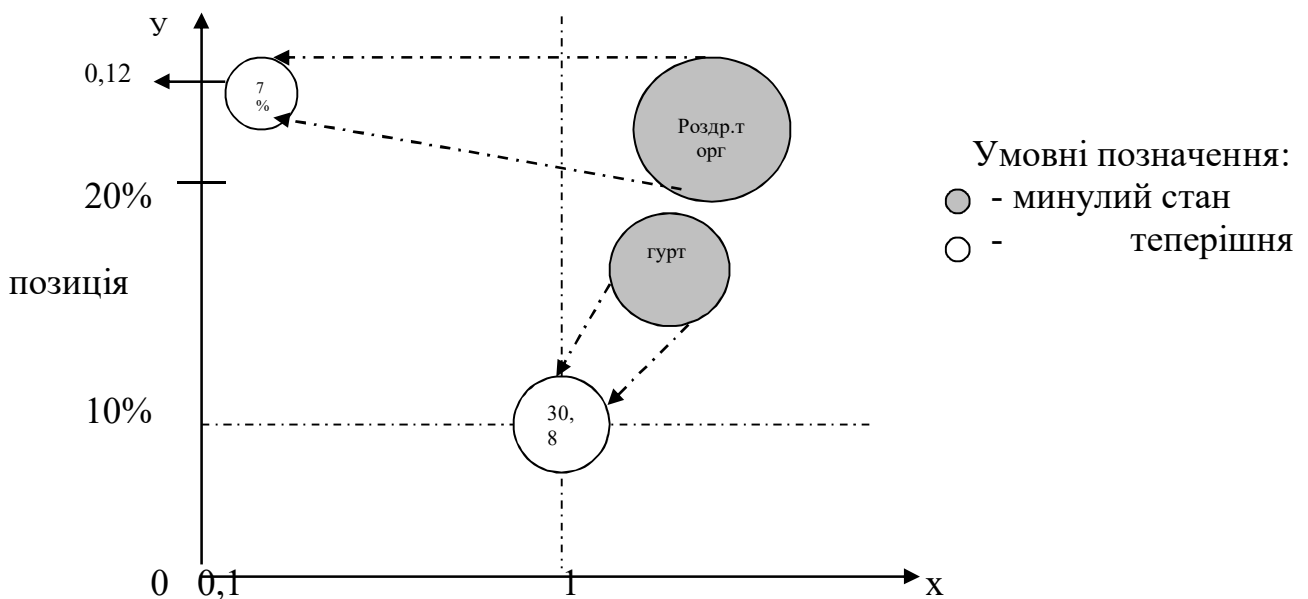 У
0,12
7
%
Роздр.т
орг
Умовні позначення:
20%
- минулий стан
гурт
- теперішня
позиція
10%
30,
8
0 0,1 1 х